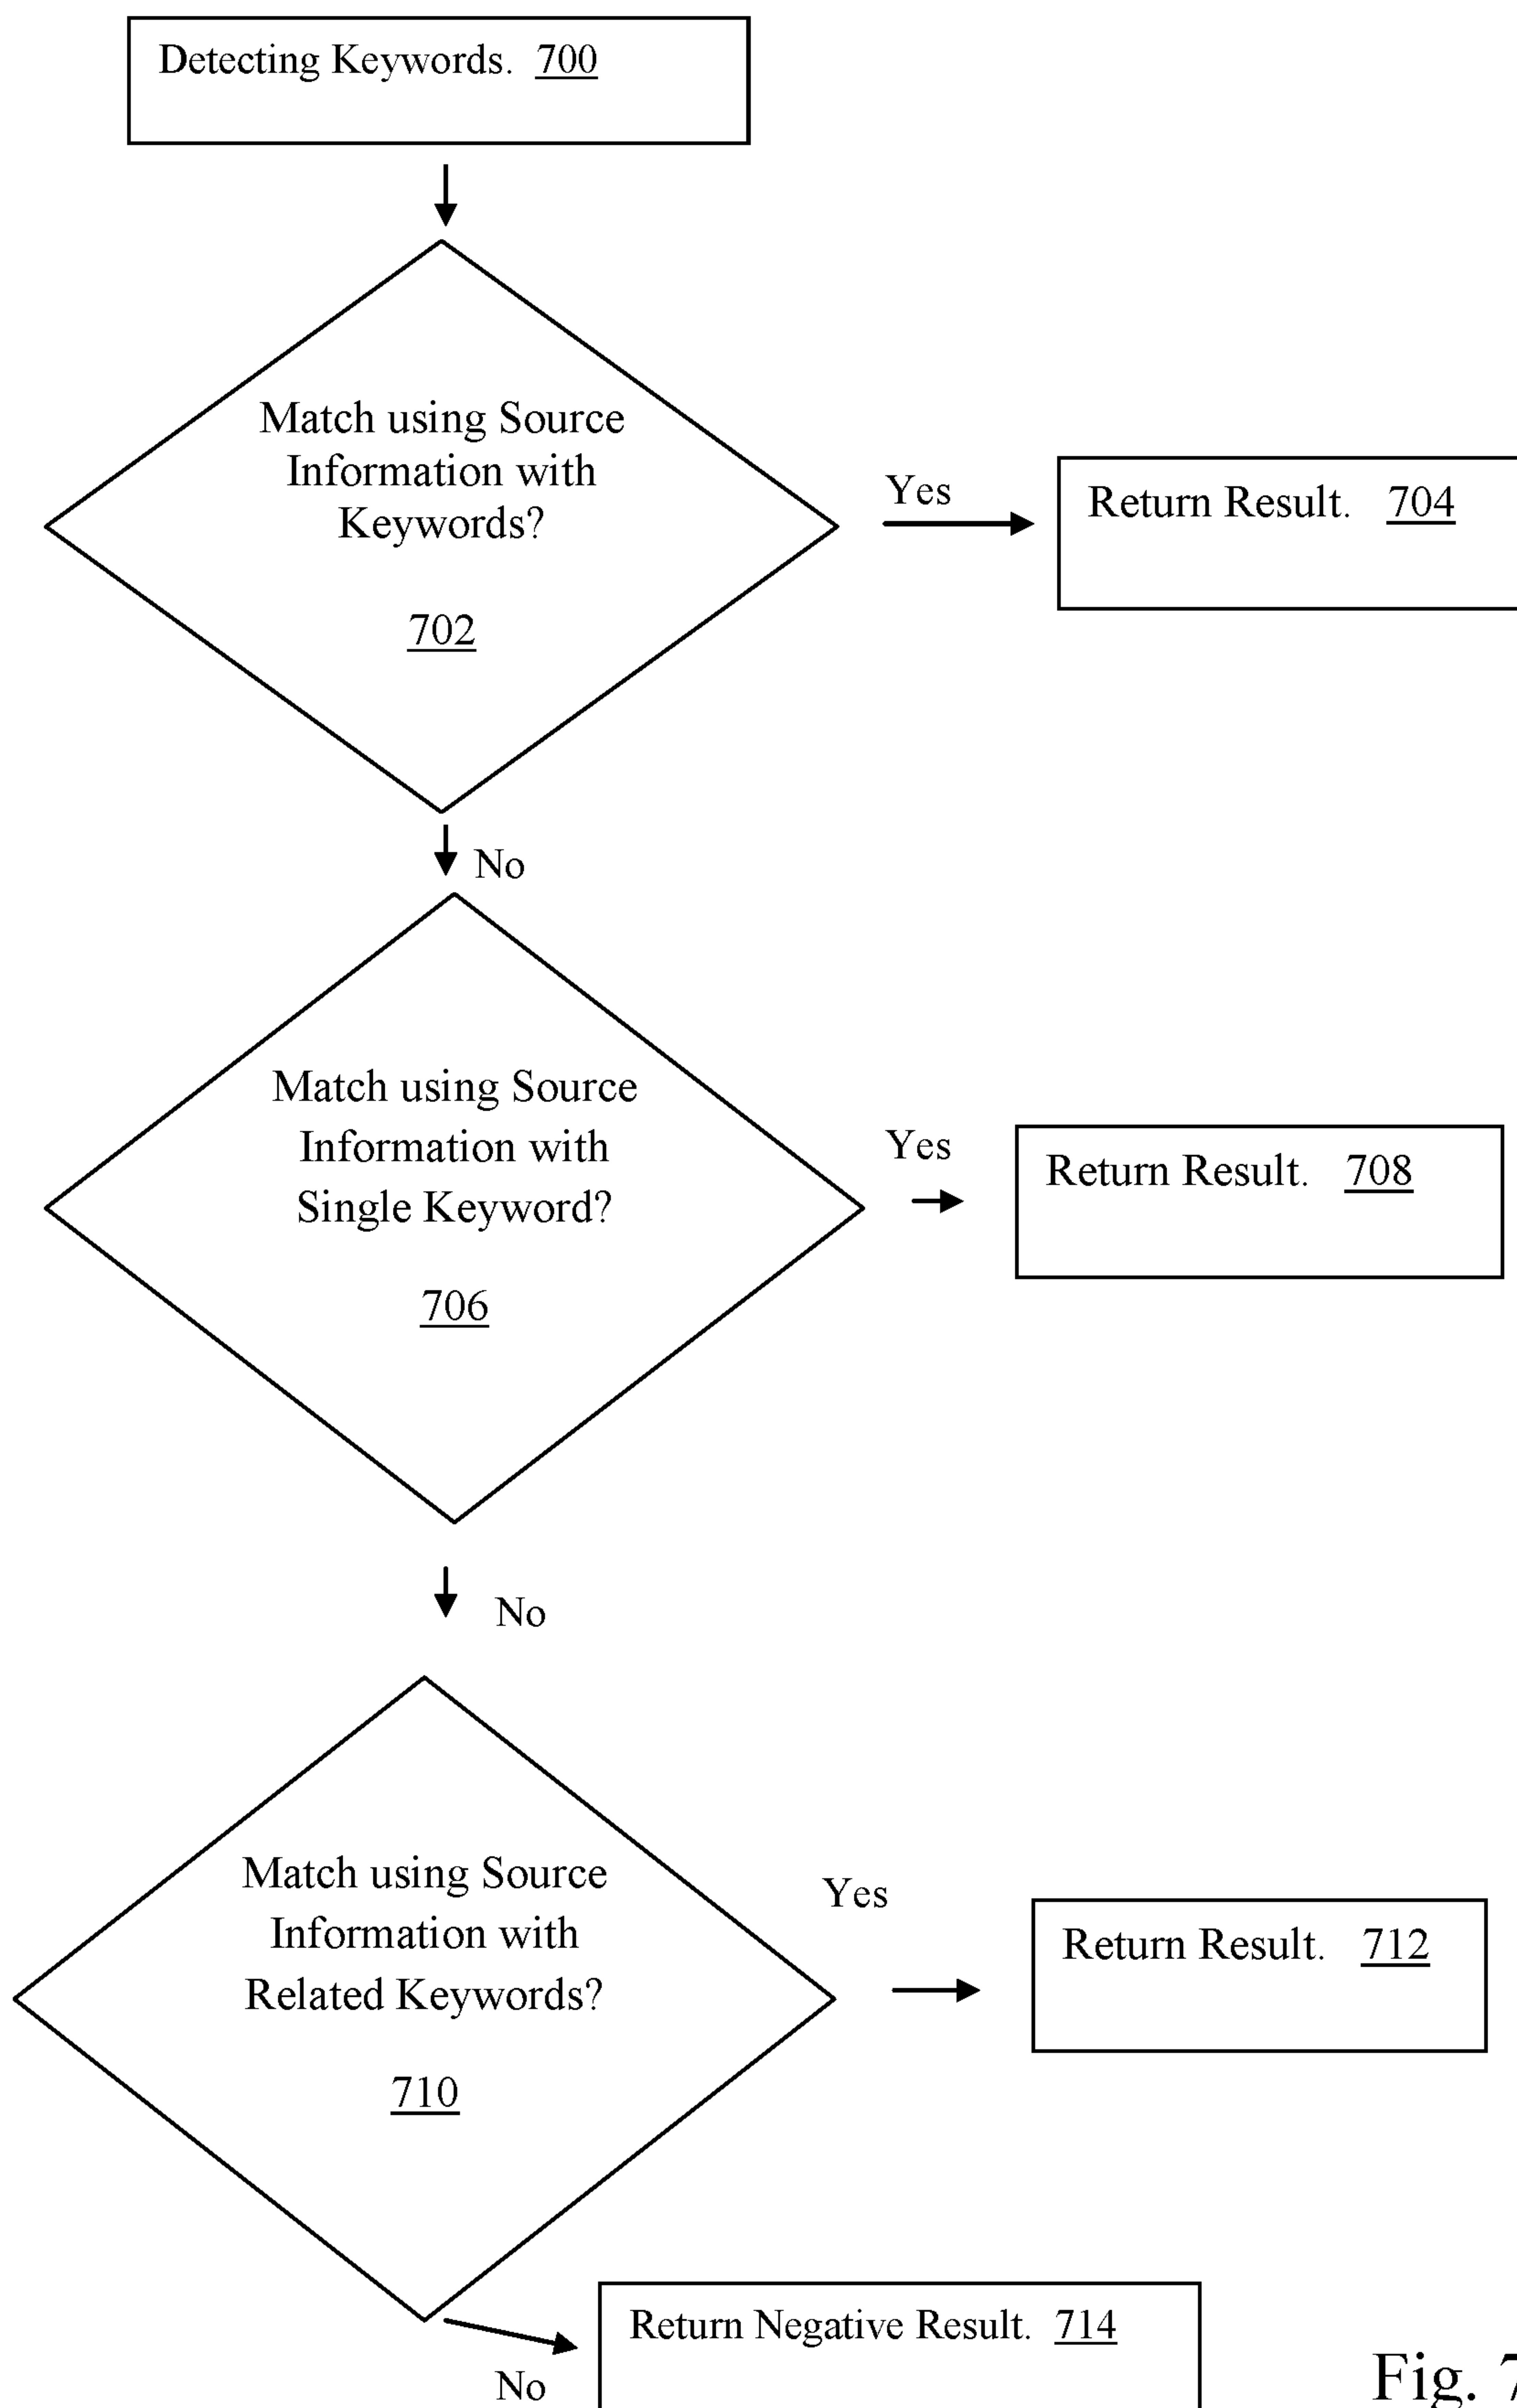 Detecting Keywords. 700
Match using Source
Information with
Keywords?
702
Yes
Return Result. 704
No
Match using Source
Information with
Single Keyword?
706
Yes
Return Result. 708
No
Match using Source
Information with
Related Keywords?
710
Yes
Return Result. 712
Return Negative Result. 714
No
Fig. 7